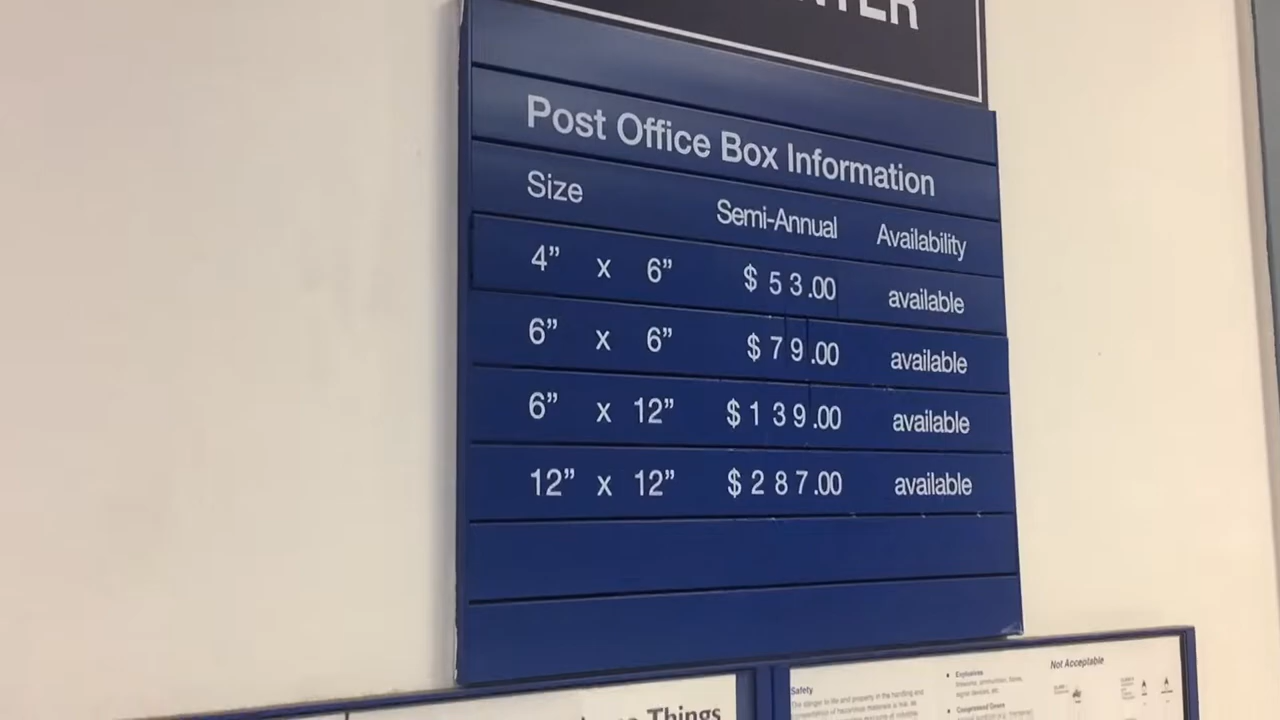 Post Office Box Information
Size Semi-Annual Availability
4” x 6” $ 5 3 .00 available
6” x 6” $ 7 9 .00 available
6” x 12” $ 1 3 9 .00 available
12” x 12” $ 2 8 7 .00 available
Things
Safety
Not Acceptable
Explosives